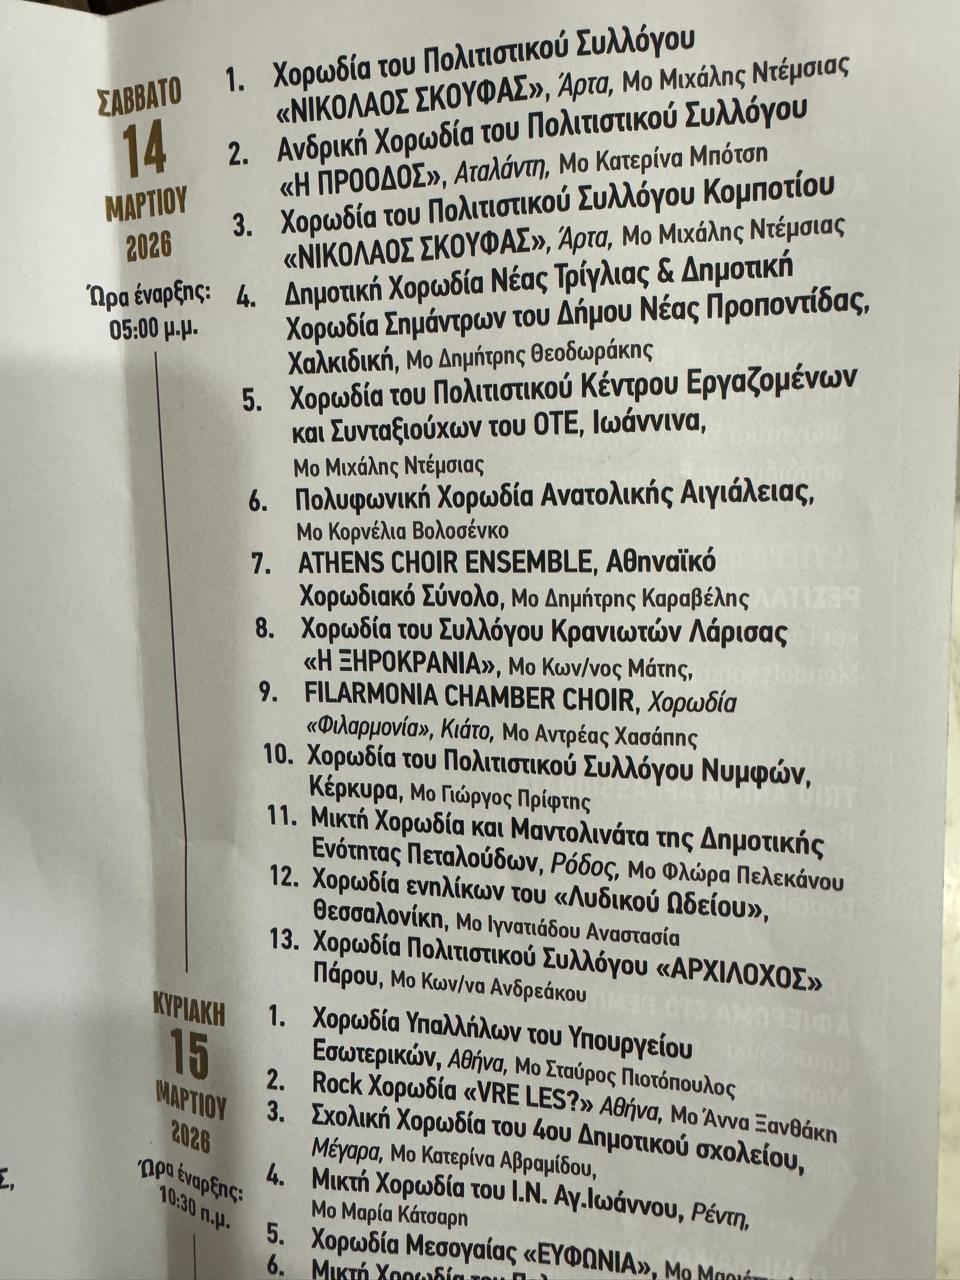 ΣΑΒΒΑΤΟ
14
ΜΑΡΤΙΟΥ
2026
Ώρα έναρξης:
05:00 μ.μ.
1. Χορωδία του Πολιτιστικού Συλλόγου
«ΝΙΚΟΛΑΟΣ ΣΚΟΥΦΑΣ», Άρτα, Μο Μιχάλης Ντέμσιας
2. Ανδρική Χορωδία του Πολιτιστικού Συλλόγου
«Η ΠΡΟΟΔΟΣ», Αταλάντη, Μο Κατερίνα Μπότση
3. Χορωδία του Πολιτιστικού Συλλόγου Κομποτίου
«ΝΙΚΟΛΑΟΣ ΣΚΟΥΦΑΣ», Άρτα, Μο Μιχάλης Ντέμσιας
4. Δημοτική Χορωδία Νέας Τρίγλιας & Δημοτική
Χορωδία Σημάντρων του Δήμου Νέας Προποντίδας,
Χαλκιδική, Μο Δημήτρης Θεοδωράκης
5. Χορωδία του Πολιτιστικού Κέντρου Εργαζομένων
και Συνταξιούχων του ΟΤΕ, Ιωάννινα,
Μο Μιχάλης Ντέμσιας
6. Πολυφωνική Χορωδία Ανατολικής Αιγιάλειας,
Μο Κορνέλια Βολοσένκο
7. ATHENS CHOIR ENSEMBLE, Αθηναϊκό
Χορωδιακό Σύνολο, Μο Δημήτρης Καραβέλης
8. Χορωδία του Συλλόγου Κρανιωτών Λάρισας
«Η ΞΗΡΟΚΡΑΝΙΑ», Μο Κων/νος Μάτης,
9. FILARMONIA CHAMBER CHOIR, Χορωδία
«Φιλαρμονία», Κιάτο, Μο Αντρέας Χασάπης
10. Χορωδία του Πολιτιστικού Συλλόγου Νυμφών,
Κέρκυρα, Μο Γιώργος Πρίφτης
11. Μικτή Χορωδία και Μαντολινάτα της Δημοτικής
Ενότητας Πεταλούδων, Ρόδος, Μο Φλώρα Πελεκάνου
12. Χορωδία ενηλίκων του «Λυδικού Ωδείου»,
Θεσσαλονίκη, Μο Ιγνατιάδου Αναστασία
13. Χορωδία Πολιτιστικού Συλλόγου «ΑΡΧΙΛΟΧΟΣ»
Πάρου, Μο Κων/να Ανδρεάκου
ΚΥΡΙΑΚΗ
15
ΜΑΡΤΙΟΥ
2026
Ώρα έναρξης:
10:30 π.μ.
1. Χορωδία Υπαλλήλων του Υπουργείου
Εσωτερικών, Αθήνα, Μο Σταύρος Πιοτόπουλος
2. Rock Χορωδία «VRE LES?» Αθήνα, Μο Άννα Ξανθάκη
3. Σχολική Χορωδία του 4ου Δημοτικού σχολείου,
Μέγαρα, Μο Κατερίνα Αβραμίδου,
4. Μικτή Χορωδία του Ι.Ν. Αγ.Ιωάννου, Ρέντη,
Μο Μαρία Κάτσαρη
5. Χορωδία Μεσογαίας «ΕΥΦΩΝΙΑ», Μο
6. Μικτή Χορωδία του
Σ,